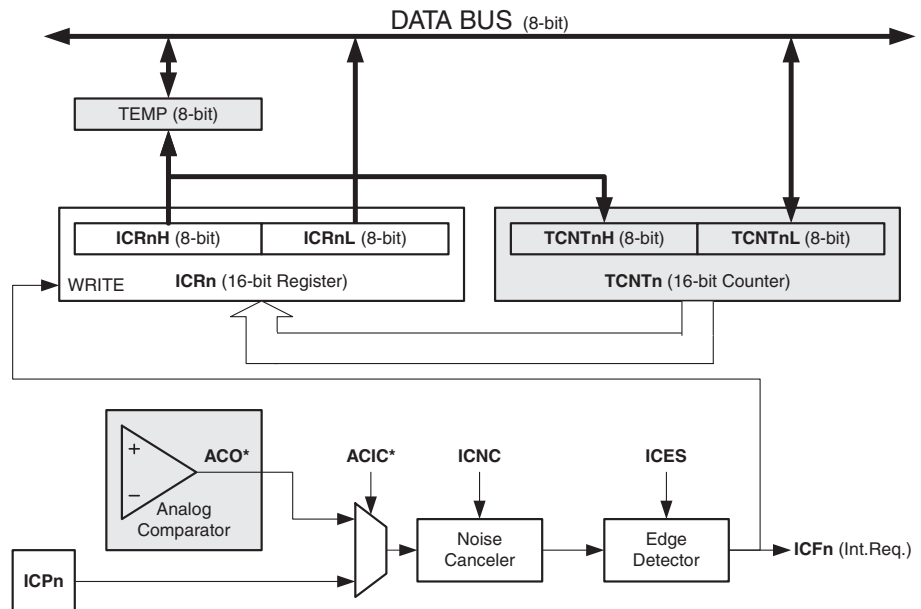 DATA BUS (8-bit)
TEMP (8-bit)
ICRnH (8-bit) ICRnL (8-bit)
ICRn (16-bit Register)
WRITE
TCNTnH (8-bit) TCNTnL (8-bit)
TCNTn (16-bit Counter)
+
−
ACO*
Analog
Comparator
ACIC*
ICNC
ICES
Noise
Canceler
Edge
Detector
ICFn (Int.Req.)
ICPn